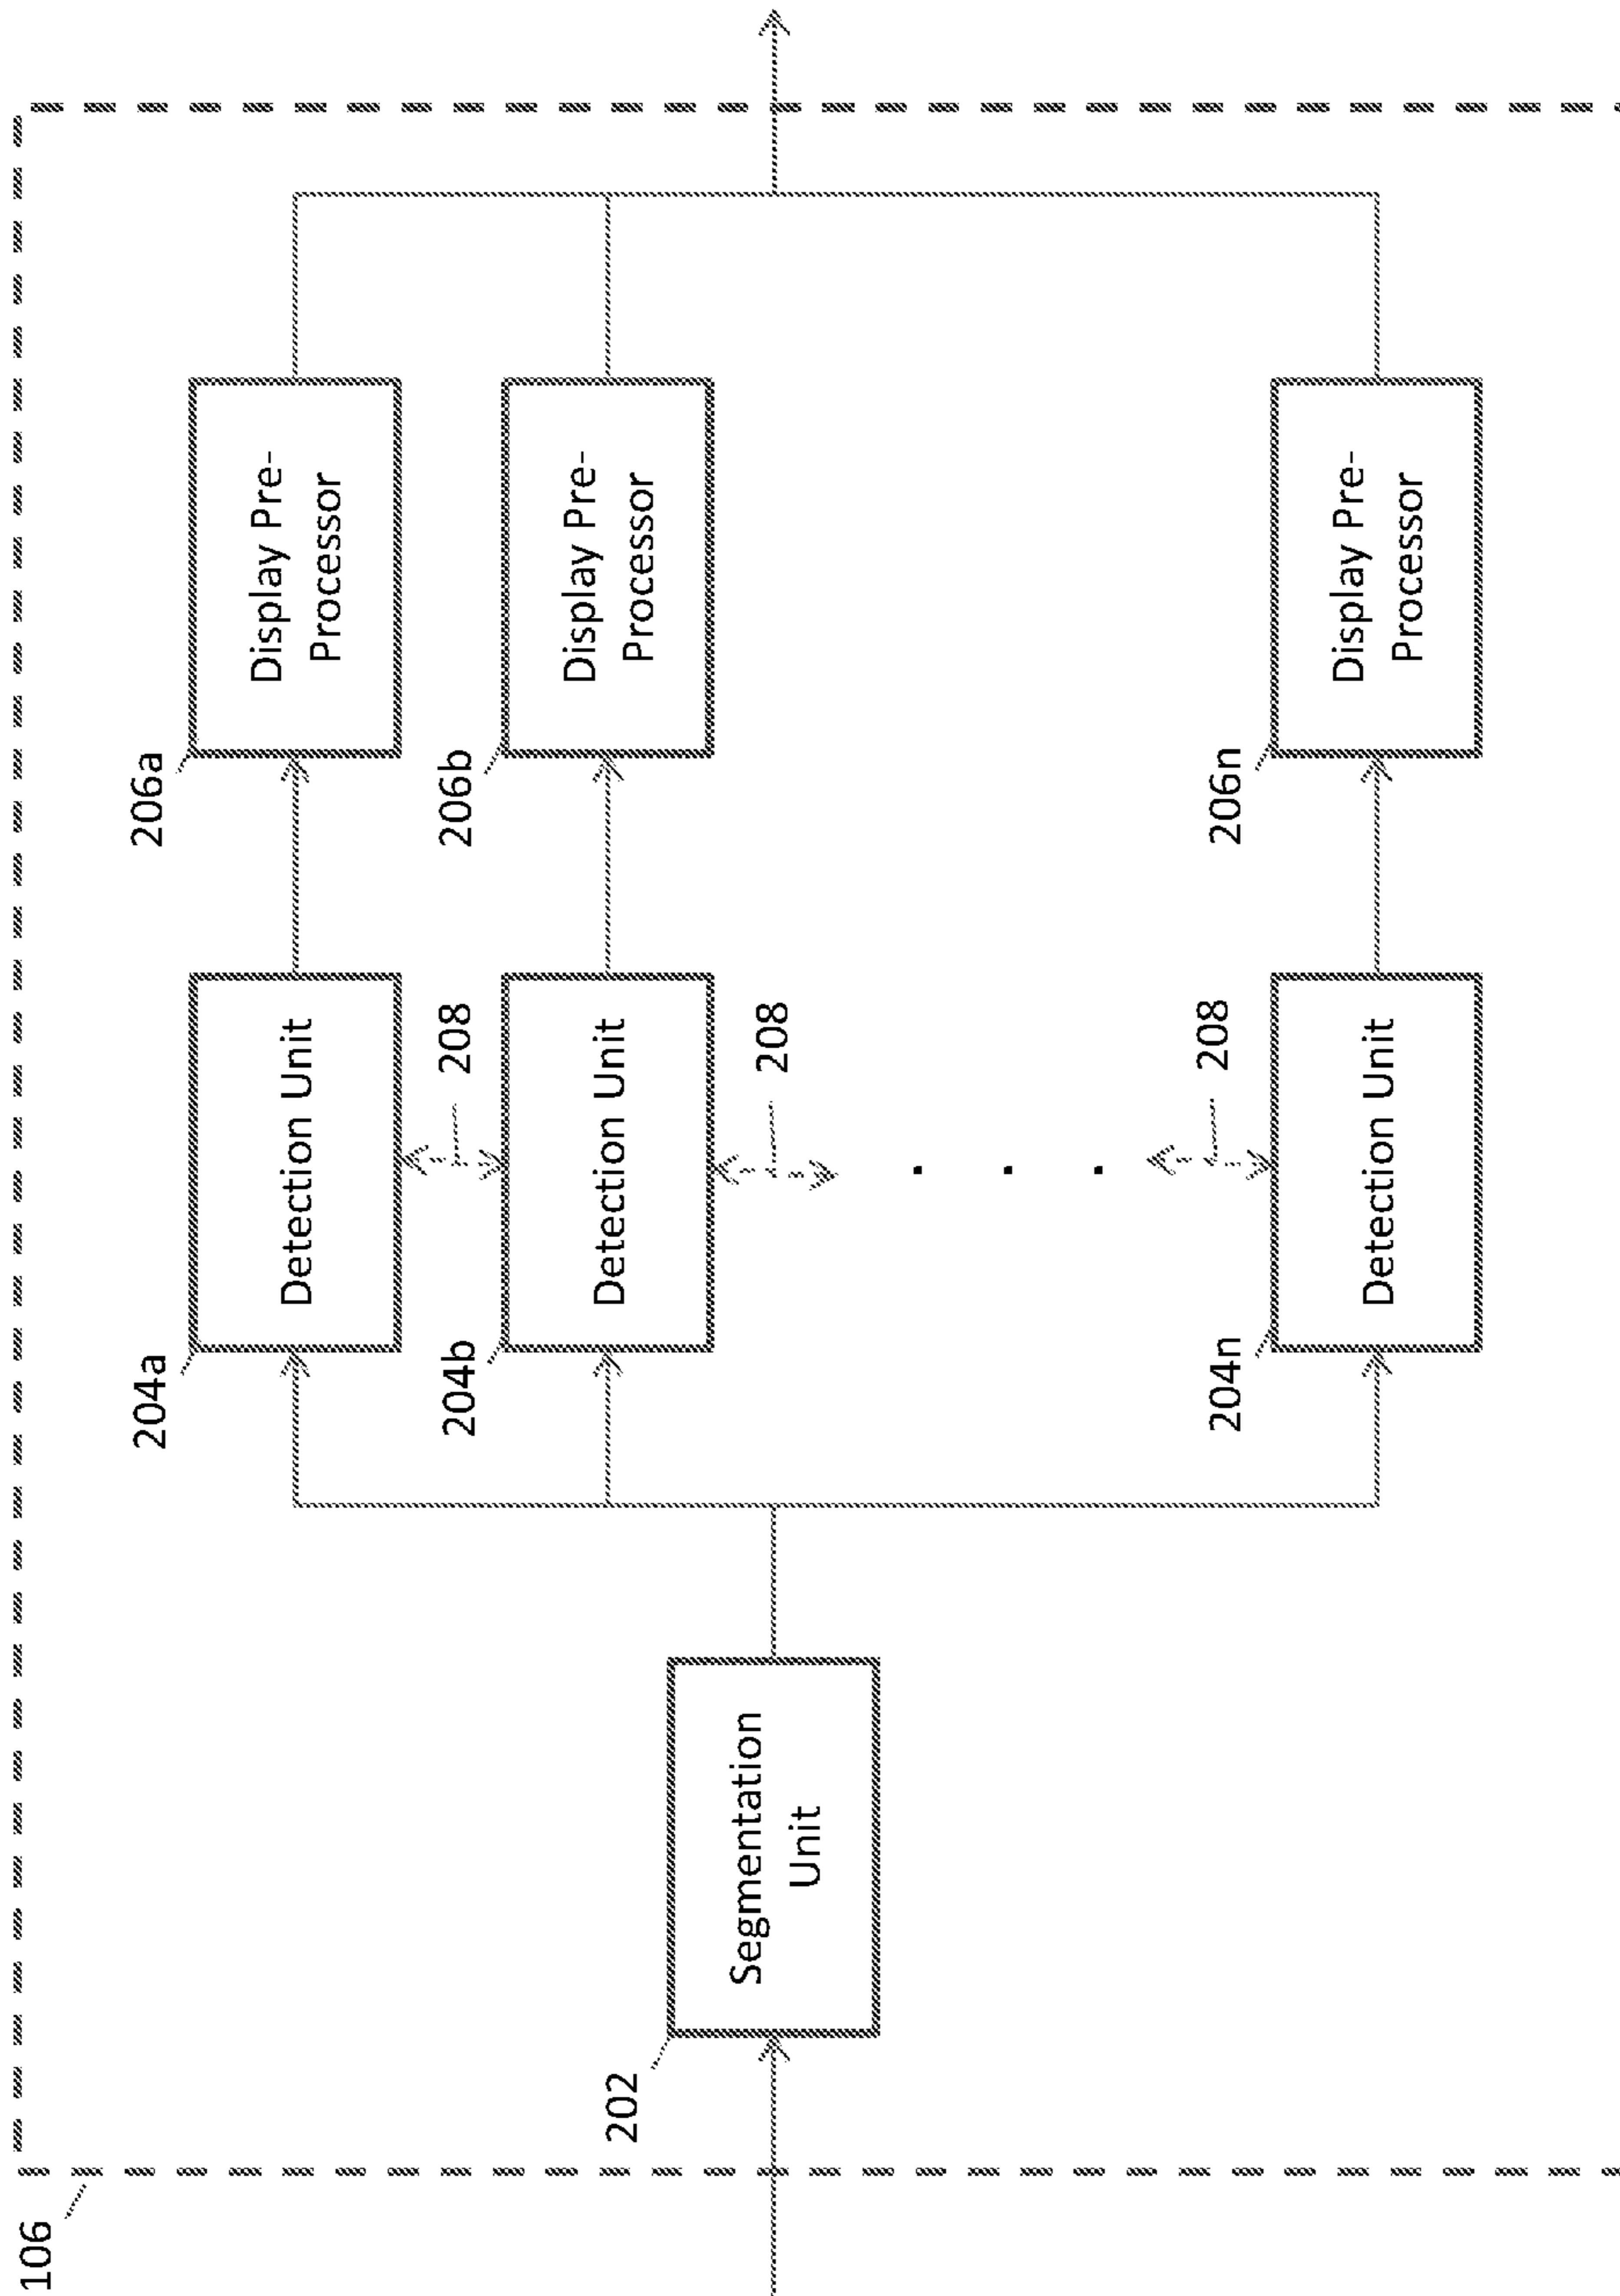 106
204a
206a
Detection Unit
Display Pre-
Processor
208
204b
206b
Detection Unit
Display Pre-
Processor
202
Segmentation
Unit
208
. . .
208
204n
206n
Detection Unit
Display Pre-
Processor